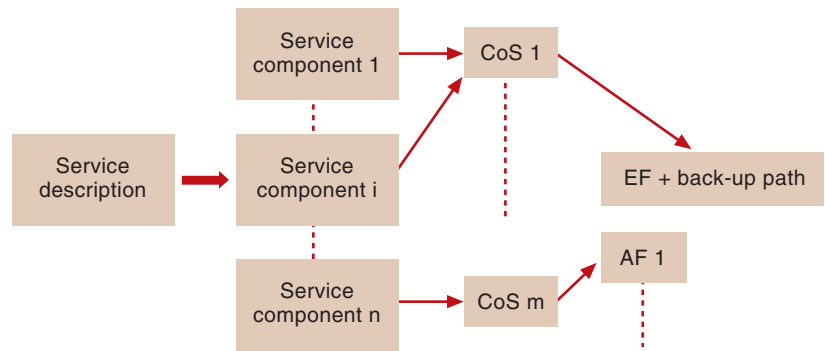 Service
component 1
CoS 1
Service
description
Service
component i
EF + back-up path
AF 1
Service
component n
CoS m